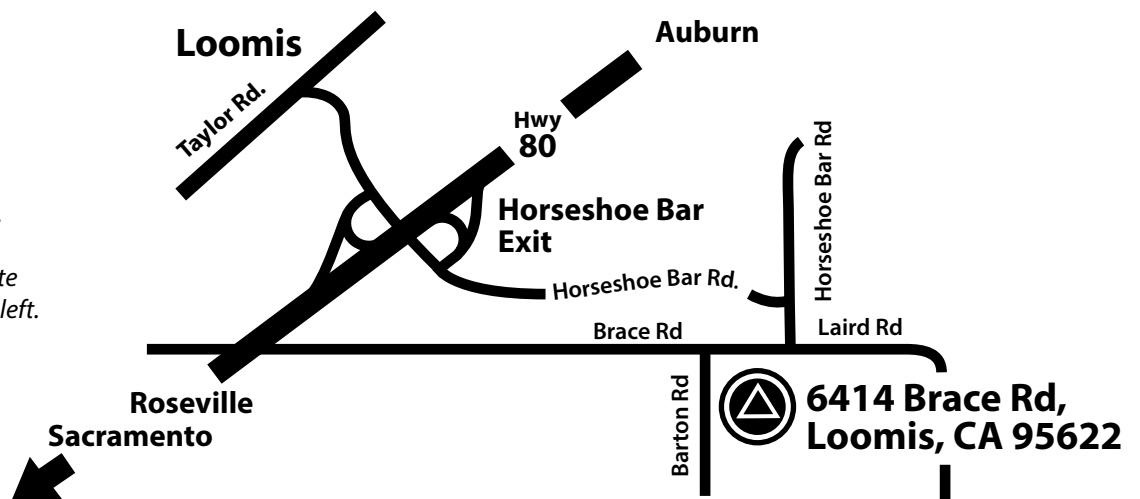 Loomis
Auburn
Taylor Rd.
Hwy
80
Horseshoe Bar
Exit
Horseshoe Bar Rd
Horseshoe Bar Rd.
left.
Brace Rd
Laird Rd
Roseville
Sacramento
Barton Rd
6414 Brace Rd,
Loomis, CA 95622